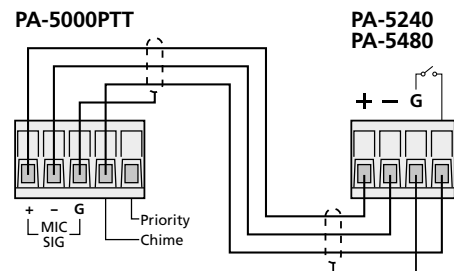 PA-5000PTT
PA-5240
PA-5480
+ − G
+ − G
MIC
SIG
Priority
Chime